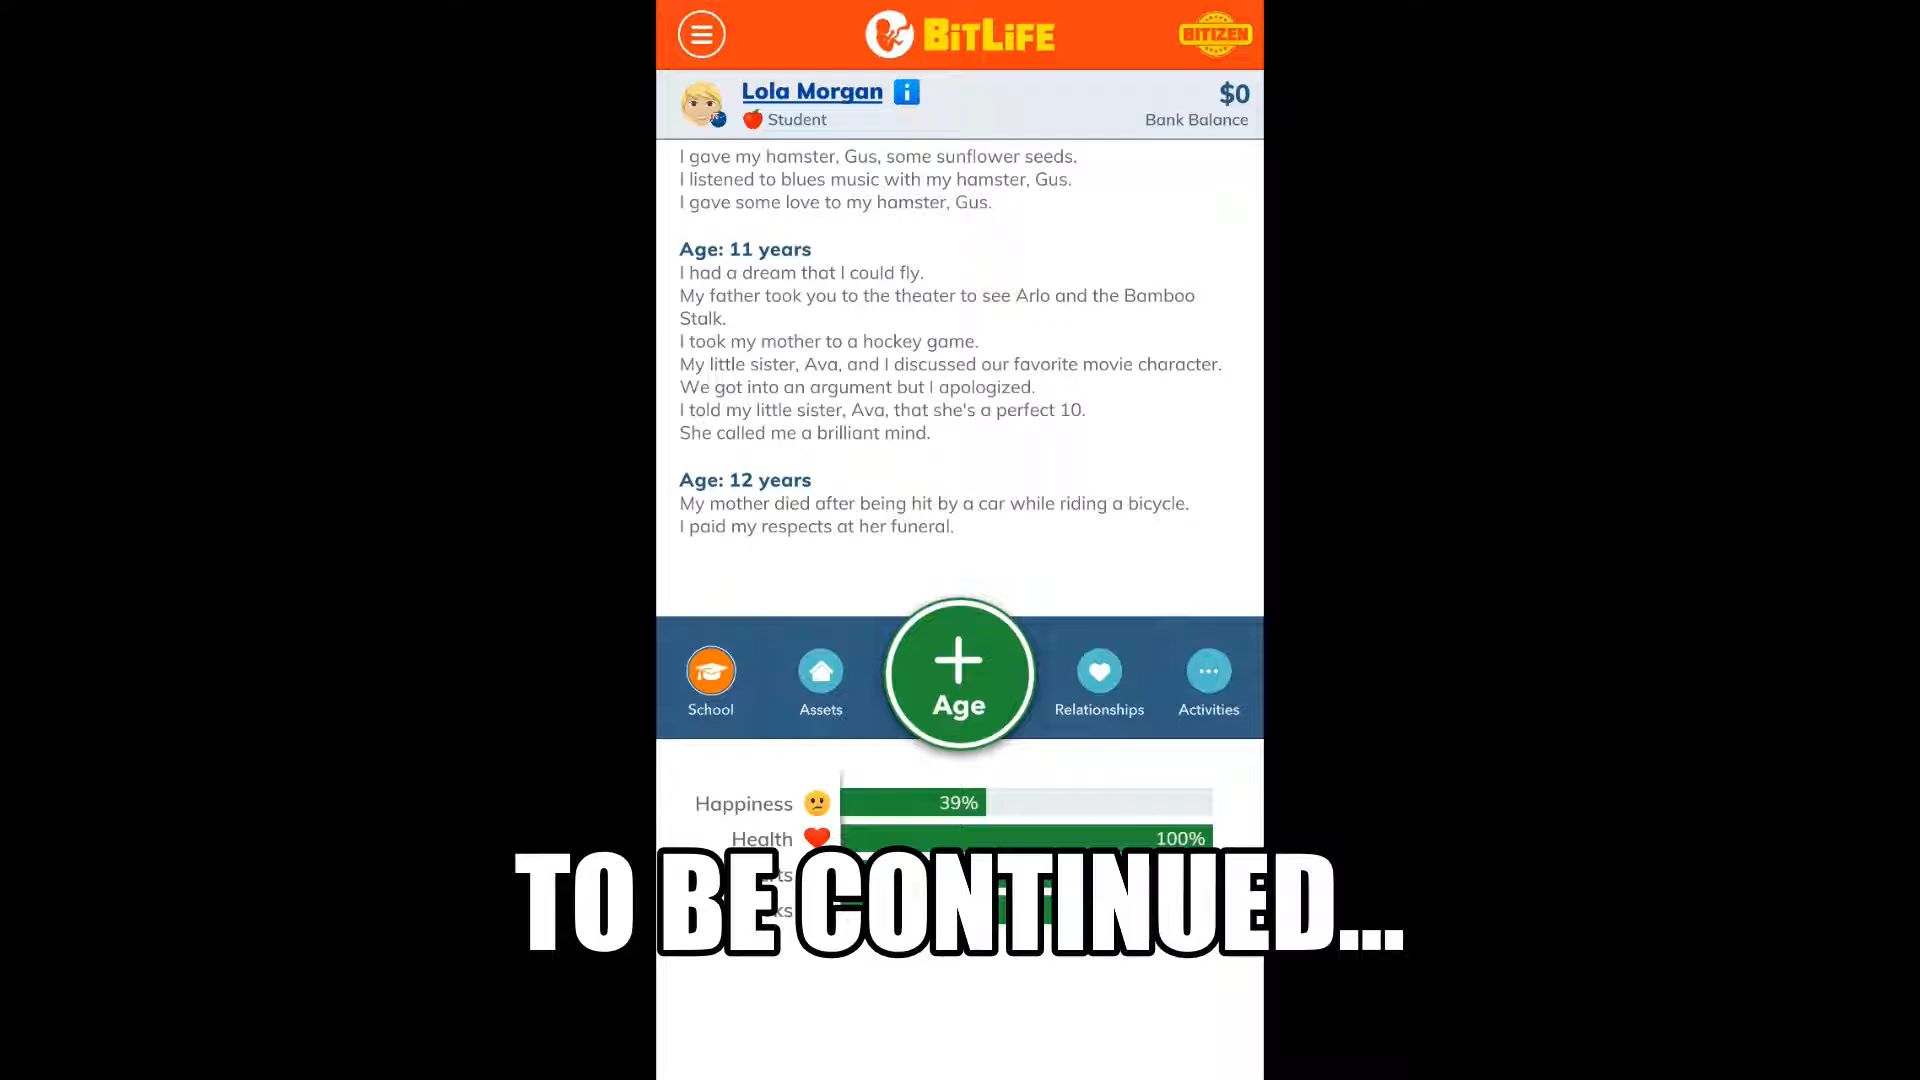 BITLIFE
BITIZEN
Lola Morgan
$0
Student
Bank Balance
I gave my hamster, Gus, some sunflower seeds.
I listened to blues music with my hamster, Gus.
I gave some love to my hamster, Gus.
Age: 11 years
I had a dream that I could fly.
My father took you to the theater to see Arlo and the Bamboo
Stalk.
I took my mother to a hockey game.
My little sister, Ava, and I discussed our favorite movie character.
We got into an argument but I apologized.
I told my little sister, Ava, that she's a perfect 10.
She called me a brilliant mind.
Age: 12 years
My mother died after being hit by a car while riding a bicycle.
I paid my respects at her funeral.
School
Assets
Age
Relationships
Activities
Happiness 39%
Health 100%
TO BE CONTINUED...